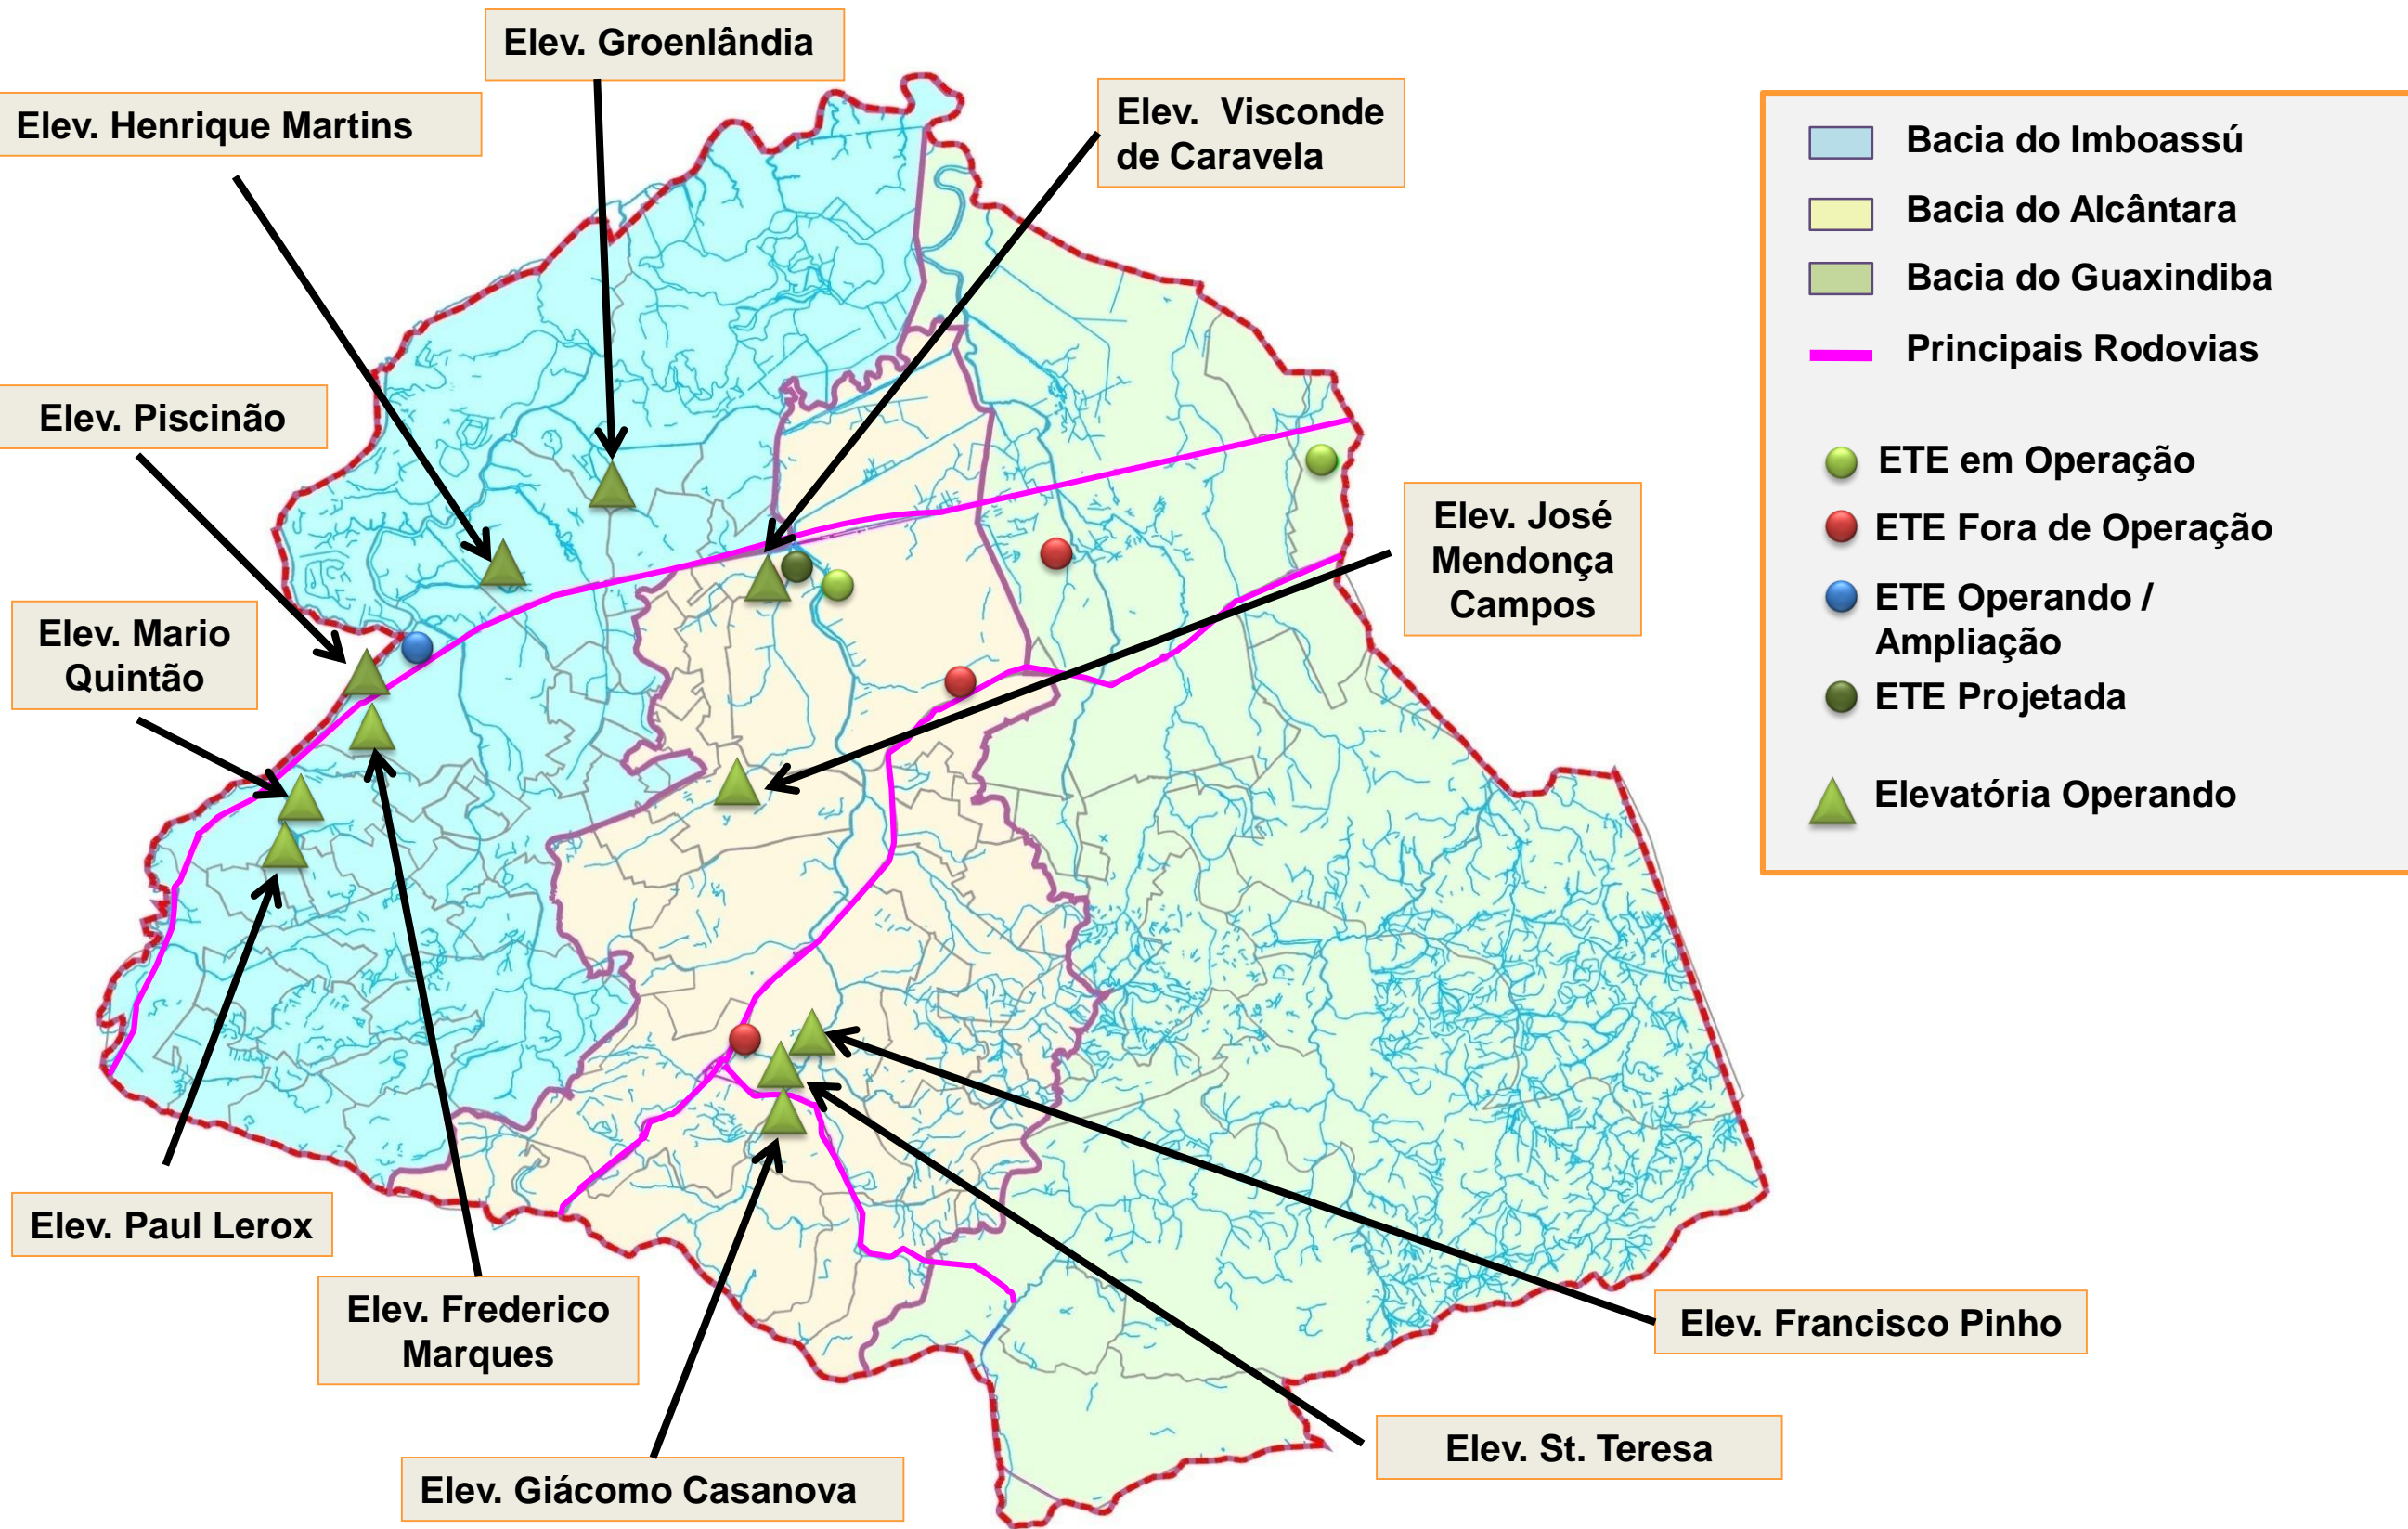 Elev. Groenlândia
Elev. Henrique Martins
Elev. Visconde
de Caravela
Elev. Piscinão
Elev. José
Mendonça
Campos
Elev. Mario
Quintão
Elev. Paul Lerox
Elev. Frederico
Marques
Elev. Francisco Pinho
Elev. St. Teresa
Elev. Giácomo Casanova
Bacia do Imboassú
Bacia do Alcântara
Bacia do Guaxindiba
Principais Rodovias
ETE em Operação
ETE Fora de Operação
ETE Operando /
Ampliação
ETE Projetada
Elevatória Operando